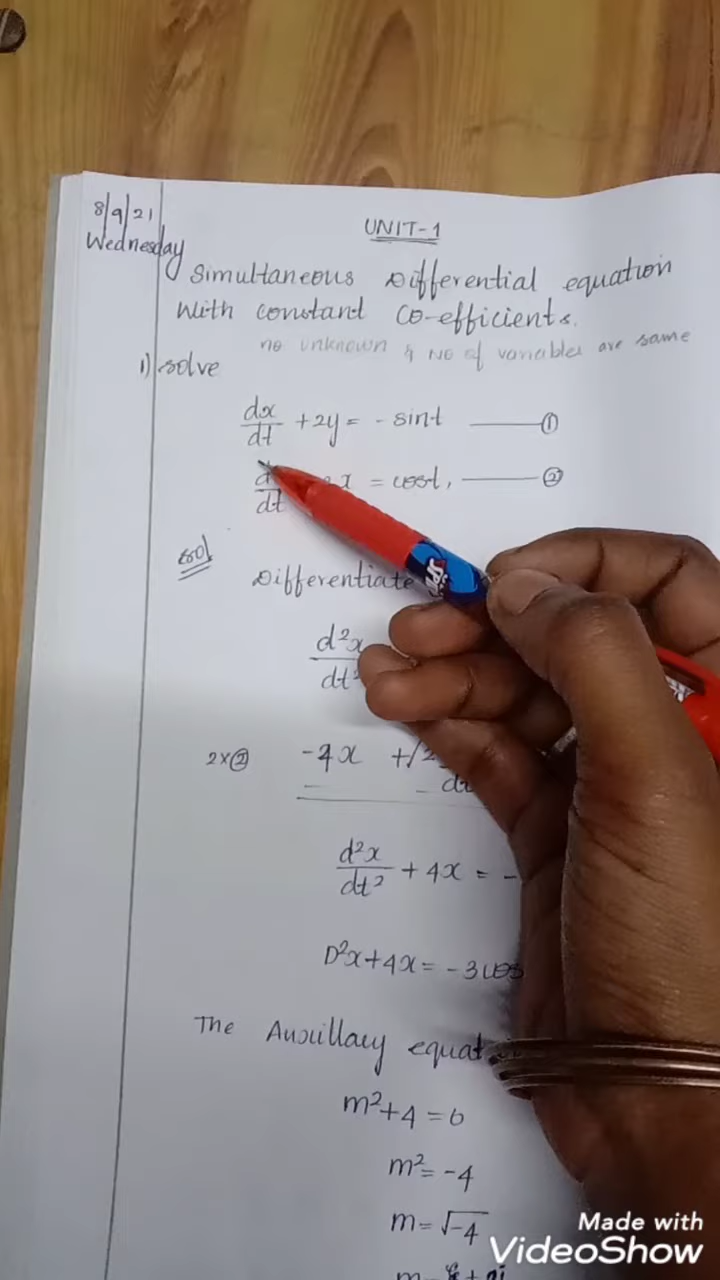 8/9/21
Wednesday
UNIT-1
Simultaneous Differential equation
With constant Co-efficients.
no unknown & No of variables are same
1) Solve
dx/dt + 2y = - sint ——— ①
dt x = cost, ——— ②
Sol
Differentiate
d²x/dt²
2x② -4x +
d²x/dt² + 4x = -
D²x+4x = -3cos
The Auxillary equat
m²+4 = 0
m² = -4
m = √-4
Made with
VideoShow